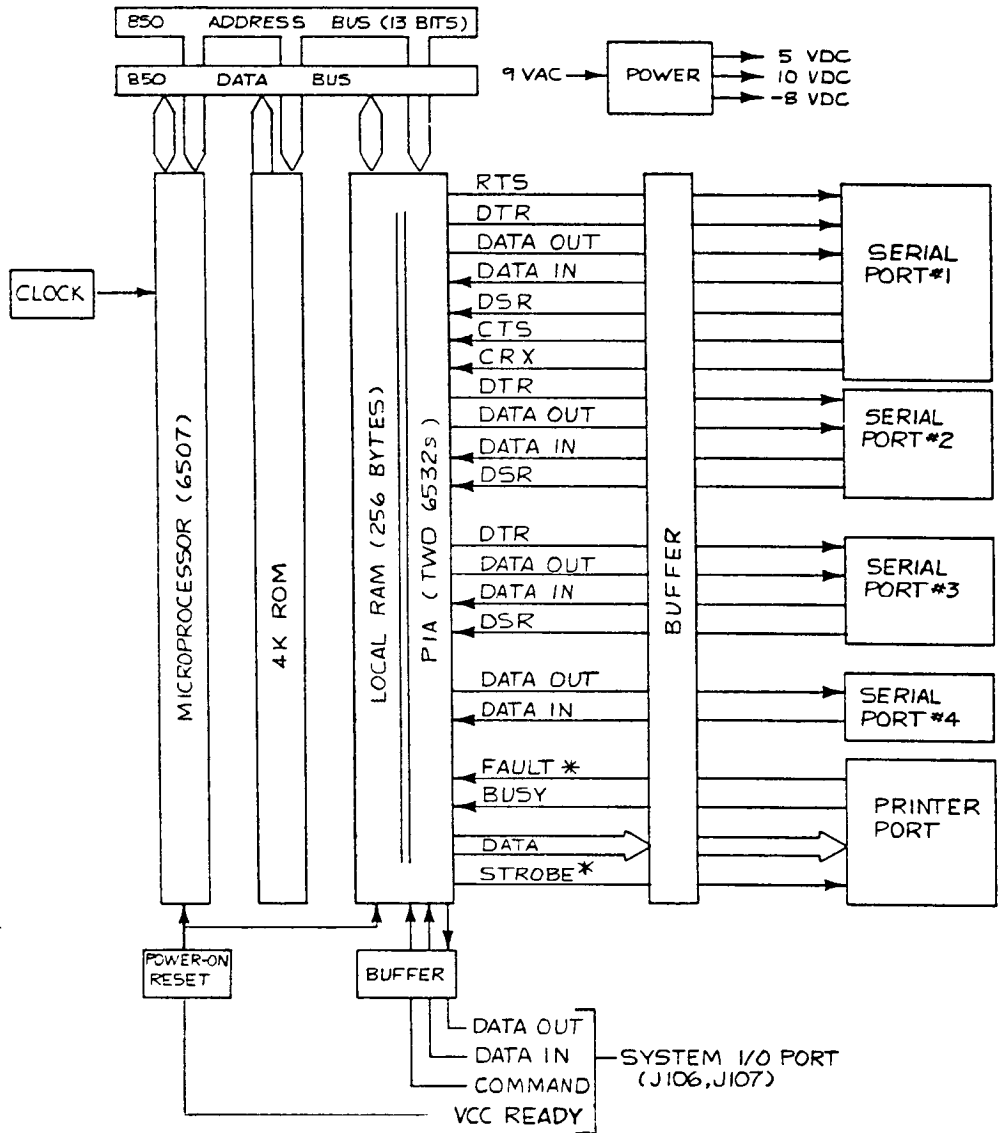 850 ADDRESS BUS (13 BITS)
850 DATA BUS
9 VAC
POWER
5 VDC
10 VDC
-8 VDC
CLOCK
MICROPROCESSOR (6507)
4K ROM
LOCAL RAM (256 BYTES)
PIA (TWO 6532s)
BUFFER
RTS
DTR
DATA OUT
DATA IN
DSR
CTS
CRX
SERIAL
PORT#1
DTR
DATA OUT
DATA IN
DSR
SERIAL
PORT#2
DTR
DATA OUT
DATA IN
DSR
SERIAL
PORT#3
DATA OUT
DATA IN
SERIAL
PORT#4
FAULT*
BUSY
DATA
STROBE*
PRINTER
PORT
POWER-ON
RESET
BUFFER
DATA OUT
DATA IN
COMMAND
VCC READY
SYSTEM I/O PORT
(J106,J107)